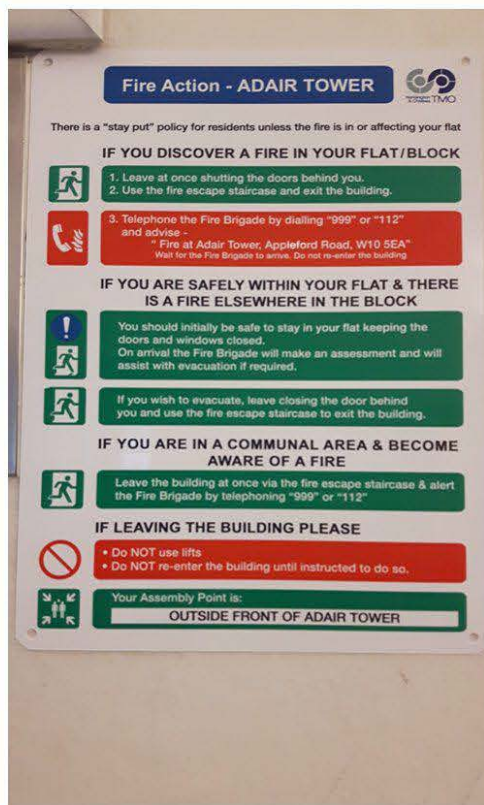 Fire Action - ADAIR TOWER
TMO
There is a "stay put" policy for residents unless the fire is in or affecting your flat
IF YOU DISCOVER A FIRE IN YOUR FLAT/BLOCK
1. Leave at once shutting the doors behind you.
2. Use the fire escape staircase and exit the building.
3. Telephone the Fire Brigade by dialling "999" or "112"
and advise -
" Fire at Adair Tower, Appleford Road, W10 5EA"
Wait for the Fire Brigade to arrive. Do not re-enter the building
IF YOU ARE SAFELY WITHIN YOUR FLAT & THERE
IS A FIRE ELSEWHERE IN THE BLOCK
You should initially be safe to stay in your flat keeping the
doors and windows closed.
On arrival the Fire Brigade will make an assessment and will
assist with evacuation if required.
If you wish to evacuate, leave closing the door behind
you and use the fire escape staircase to exit the building.
IF YOU ARE IN A COMMUNAL AREA & BECOME
AWARE OF A FIRE
Leave the building at once via the fire escape staircase & alert
the Fire Brigade by telephoning "999" or "112"
IF LEAVING THE BUILDING PLEASE
• Do NOT use lifts
• Do NOT re-enter the building until instructed to do so.
Your Assembly Point is:
OUTSIDE FRONT OF ADAIR TOWER